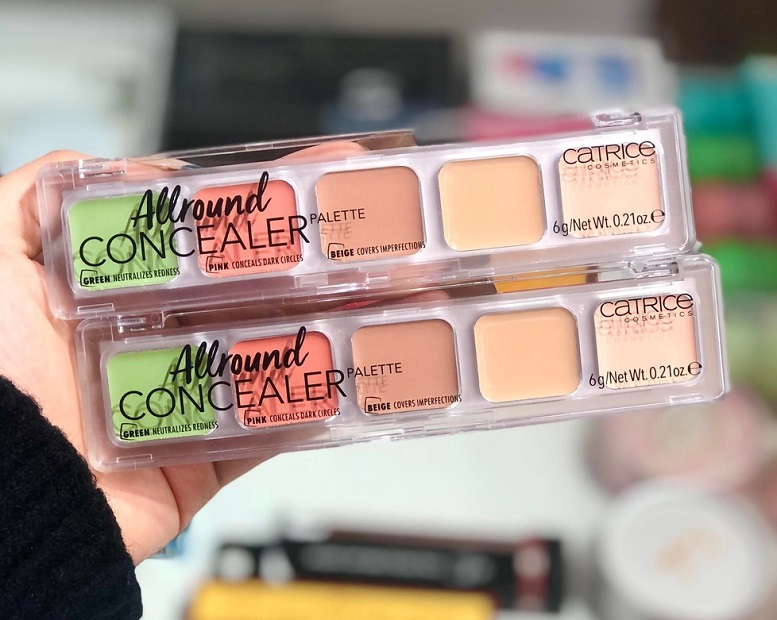 Allround
CONCEALER PALETTE
GREEN NEUTRALIZES REDNESS
PINK CONCEALS DARK CIRCLES
BEIGE COVERS IMPERFECTIONS
CATRICE
COSMETICS
6g/Net Wt. 0.21oz.e
Allround
CONCEALER PALETTE
GREEN NEUTRALIZES REDNESS
PINK CONCEALS DARK CIRCLES
BEIGE COVERS IMPERFECTIONS
CATRICE
COSMETICS
6g/Net Wt. 0.21oz.e